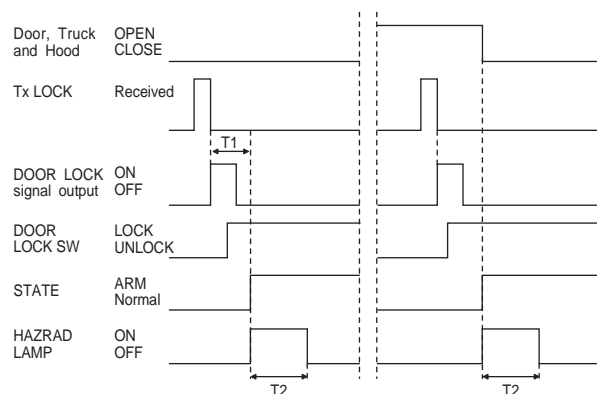 Door, Truck OPEN
and Hood CLOSE
Tx LOCK Received
T1
DOOR LOCK ON
signal output OFF
DOOR LOCK
LOCK SW UNLOCK
STATE ARM
Normal
HAZRAD ON
LAMP OFF
T2 T2